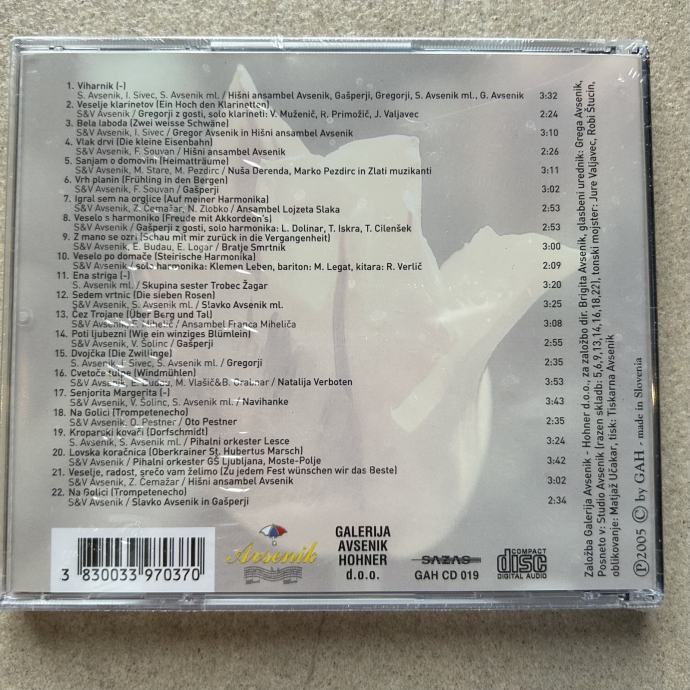 1. Viharnik (-)
S. Avsenik, I. Sivec, S. Avsenik ml. / Hišni ansambel Avsenik, Gašperji, Gregorji, S. Avsenik ml., G. Avsenik 3:32
2. Veselje klarinetov (Ein Hoch den Klarinetten)
S&V Avsenik / Gregorji z gosti, solo klarineti: V. Muženič, R. Primožič, J. Valjavec 2:24
3. Bela laboda (Zwei weisse Schwäne)
S&V Avsenik, I. Sivec / Gregor Avsenik in Hišni ansambel Avsenik 3:10
4. Vlak drvi (Die kleine Eisenbahn)
S&V Avsenik, F. Souvan / Hišni ansambel Avsenik 2:26
5. Sanjam o domovini (Heimatträume)
S&V Avsenik, M. Stare, M. Pezdirc / Nuša Derenda, Marko Pezdirc in Zlati muzikanti 3:11
6. Vrh planin (Frühling in den Bergen)
S&V Avsenik, F. Souvan / Gašperji 3:02
7. Igral sem na orglice (Auf meiner Harmonika)
S&V Avsenik, Z. Čemažar, N. Zlobko / Ansambel Lojzeta Slaka 2:53
8. Veselo s harmoniko (Freude mit Akkordeon's)
S&V Avsenik / Gašperji z gosti, solo harmonika: L. Dolinar, T. Iskra, T. Cilenšek 2:53
9. Z mano se ozri (Schau mit mir zurück in die Vergangenheit)
S&V Avsenik, E. Budau, E. Logar / Bratje Smrtnik 3:00
10. Veselo po domače (Steirische Harmonika)
S&V Avsenik / solo harmonika: Klemen Leben, bariton: M. Legat, kitara: R. Verlič 2:09
11. Ena striga (-)
S. Avsenik, S. Avsenik ml. / Skupina sester Trobec Žagar 3:20
12. Sedem vrtnic (Die sieben Rosen)
S&V Avsenik, S. Avsenik ml. / Slavko Avsenik ml. 3:25
13. Čez Trojane (Über Berg und Tal)
S&V Avsenik, F. Mihelič / Ansambel Franca Miheliča 3:08
14. Poti ljubezni (Wie ein winziges Blümlein)
S&V Avsenik, V. Šolinc / Gašperji 2:55
15. Dvojčka (Die Zwillinge)
S. Avsenik, I. Sivec, S. Avsenik ml. / Gregorji 2:35
16. Cvetoče tulpe (Windmühlen)
S&V Avsenik, E. Budau, M. Vlašič&B. Grabnar / Natalija Verboten 3:53
17. Senjorita Margerita (-)
S&V Avsenik, V. Šolinc, S. Avsenik ml. / Navihanke 3:43
18. Na Golici (Trompetenecho)
S&V Avsenik, O. Pestner / Oto Pestner 2:35
19. Kroparski kovači (Dorfschmidt)
S. Avsenik, S. Avsenik ml. / Pihalni orkester Lesce 3:24
20. Lovska koračnica (Oberkrainer St. Hubertus Marsch)
S&V Avsenik / Pihalni orkester GŠ Ljubljana, Moste-Polje 3:42
21. Veselje, radost, srečo vam želimo (Zu jedem Fest wünschen wir das Beste)
S&V Avsenik, Z. Čemažar / Hišni ansambel Avsenik 3:02
22. Na Golici (Trompetenecho)
S&V Avsenik / Slavko Avsenik in Gašperji 2:34
3 830033 970370
Avsenik
GALERIJA
AVSENIK
HOHNER
d.o.o.
SAZAS
GAH CD 019
COMPACT
disc
DIGITAL AUDIO
Založba Galerija Avsenik - Hohner d.o.o., za založbo dir. Brigita Avsenik, glasbeni urednik: Grega Avsenik,
Posneto v: Studio Avsenik (razen skladb: 5,6,9,13,14,16,18,22), tonski mojster: Jure Valjavec, Robi Štucin,
oblikovanje: Matjaž Učakar, tisk: Tiskarna Avsenik
Ⓟ2005 © by GAH - made in Slovenia